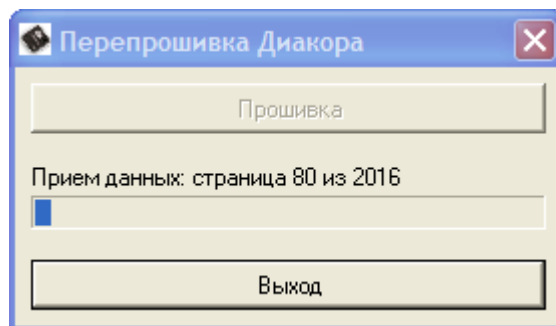 Перепрошивка Диакора
Прошивка
Прием данных: страница 80 из 2016
Выход